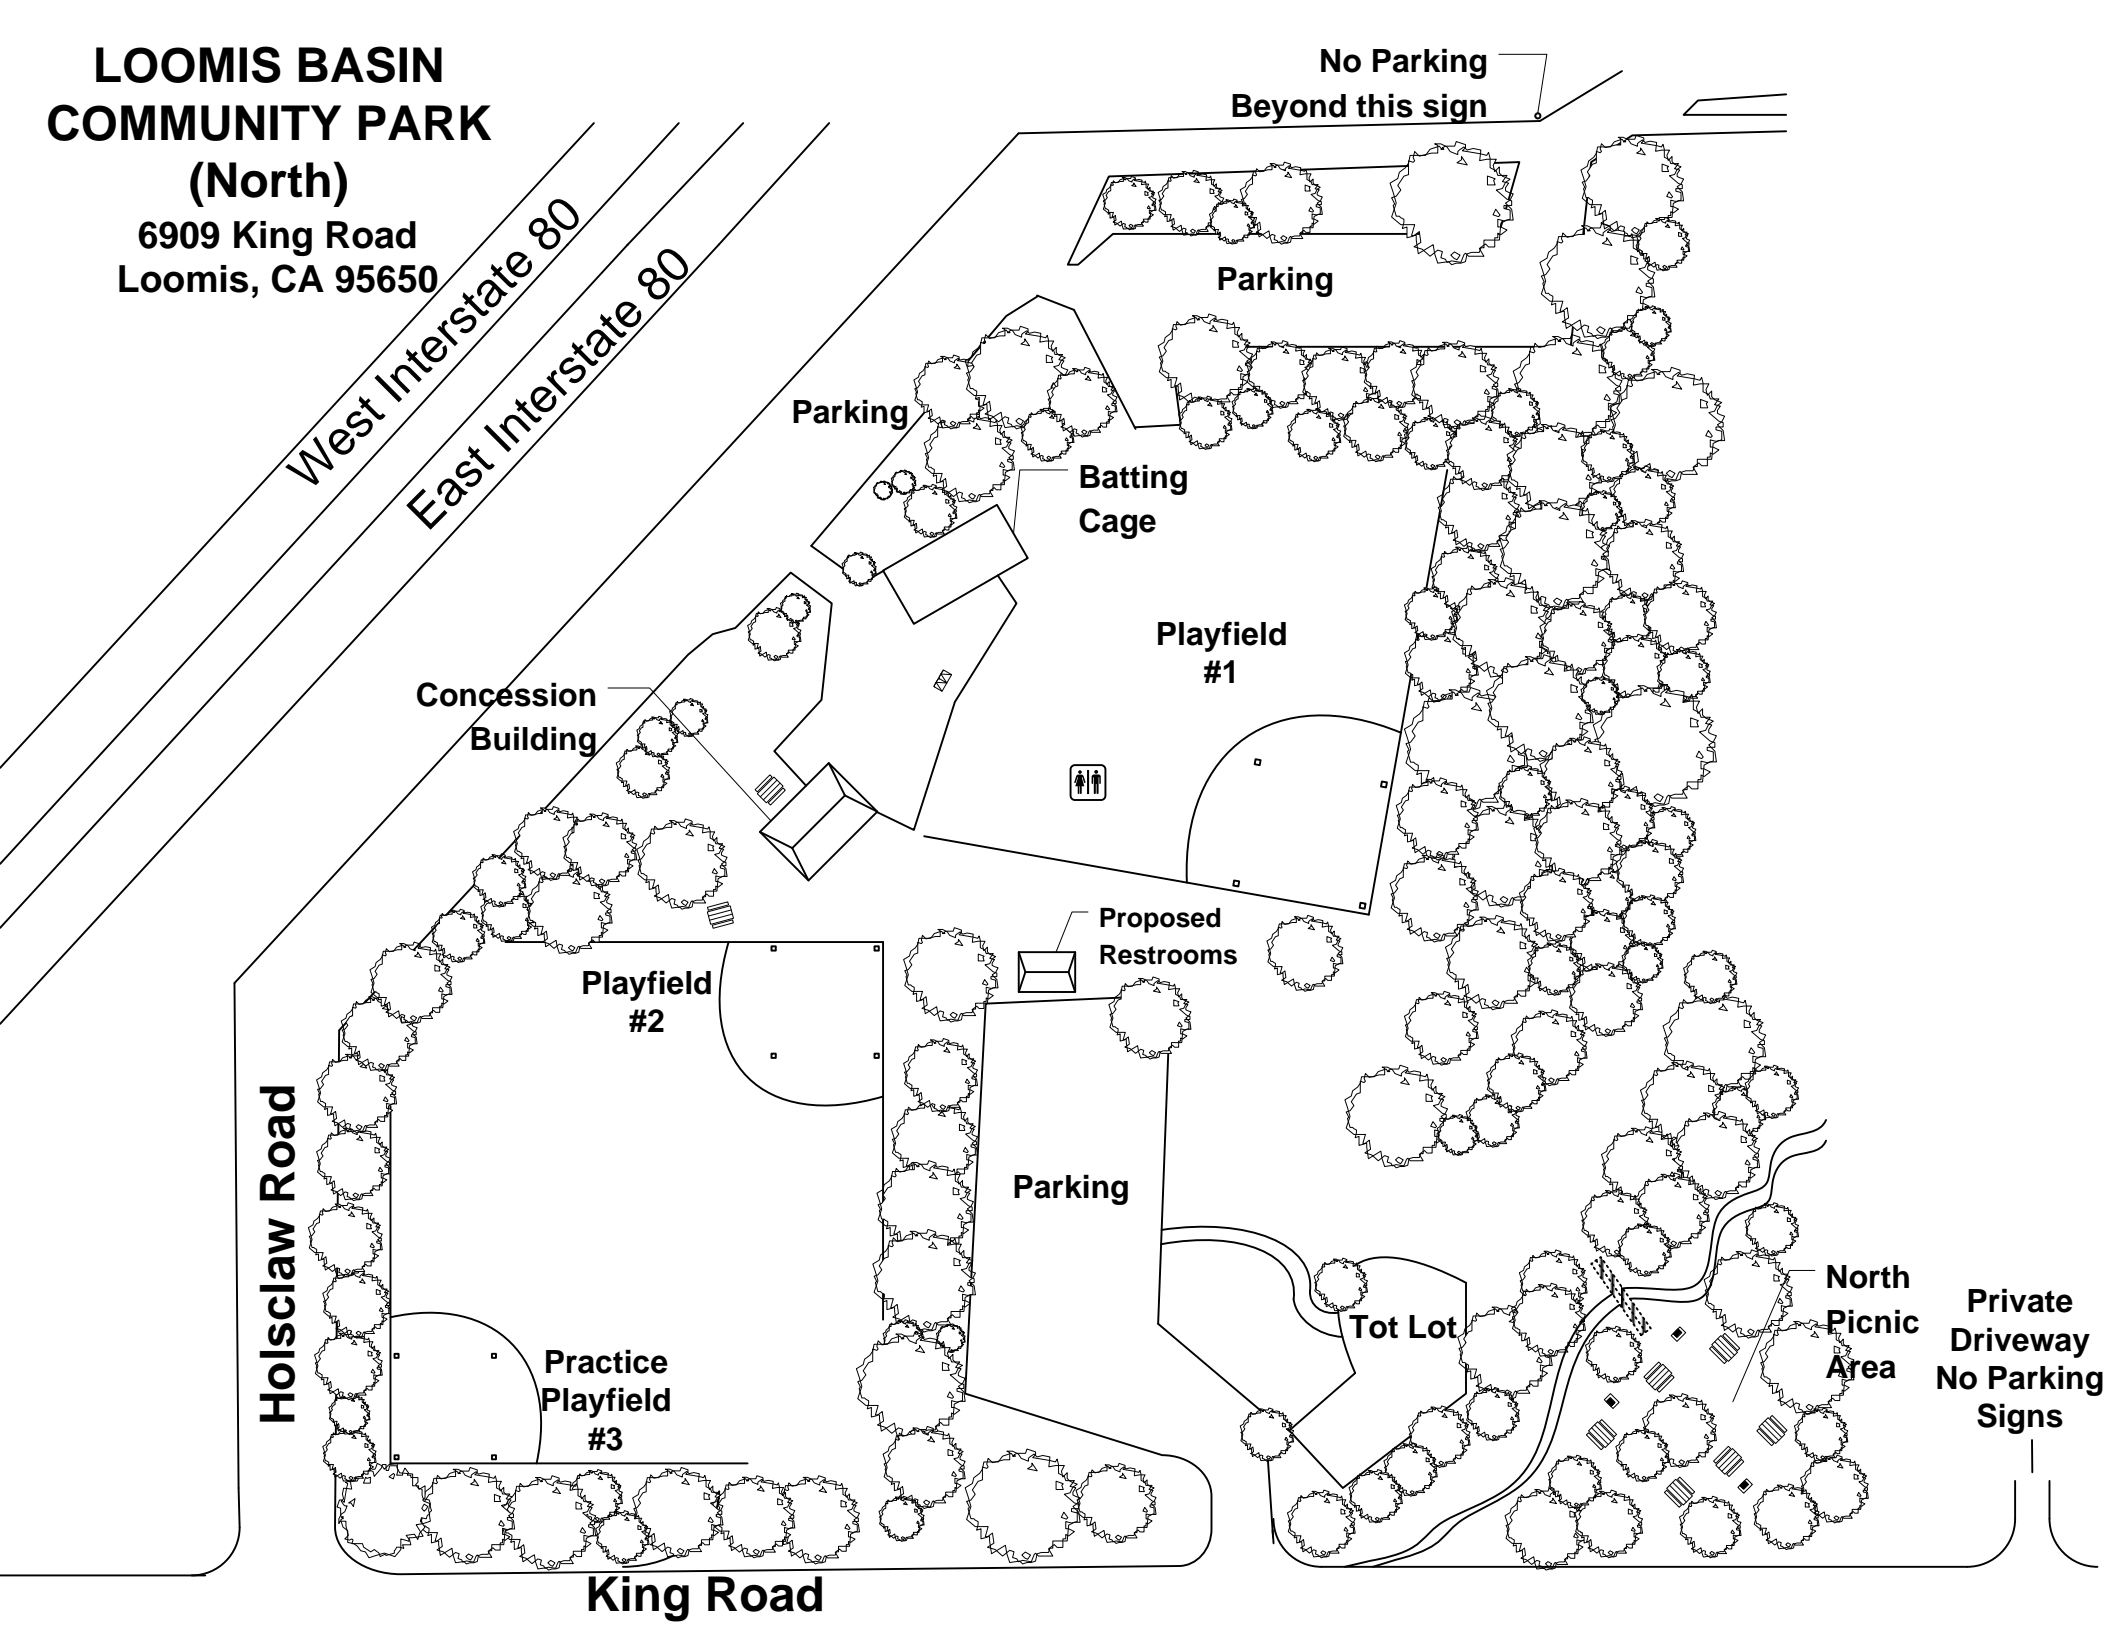 LOOMIS BASIN
COMMUNITY PARK
(North)
6909 King Road
Loomis, CA 95650
West Interstate 80
East Interstate 80
No Parking
Beyond this sign
Parking
Parking
Batting
Cage
Playfield
#1
Concession
Building
Proposed
Restrooms
Playfield
#2
Holsclaw Road
Parking
Practice
Playfield
#3
Tot Lot
North
Picnic
Area
Private
Driveway
No Parking
Signs
King Road